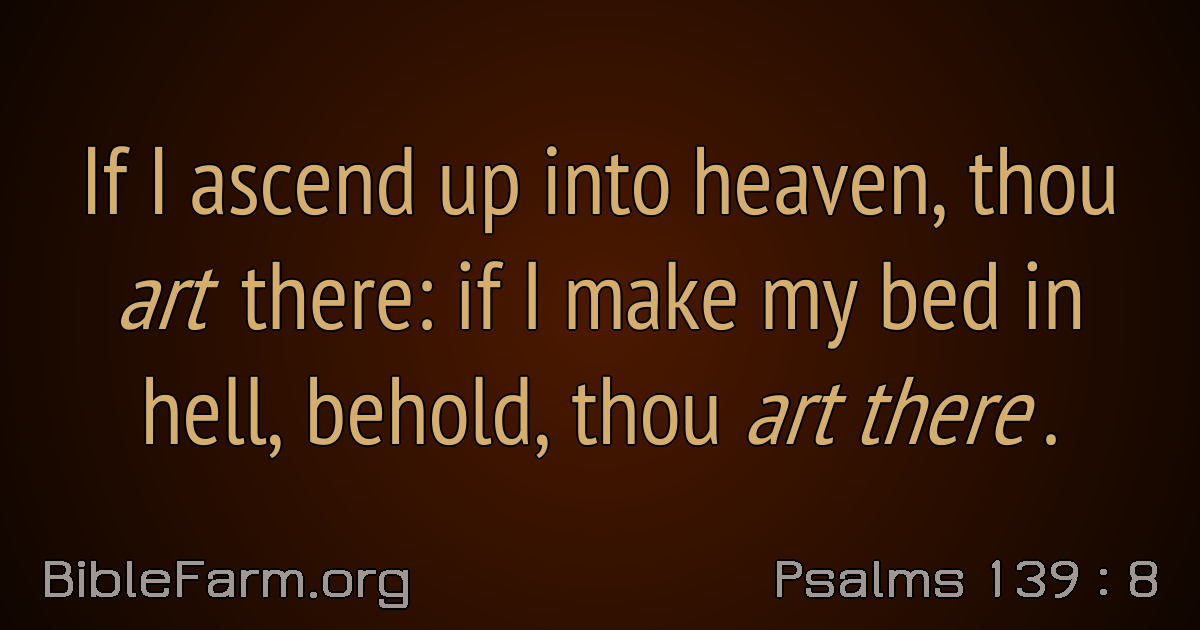 If I ascend up into heaven, thou
art there: if I make my bed in
hell, behold, thou art there.
BibleFarm.org
Psalms 139 : 8